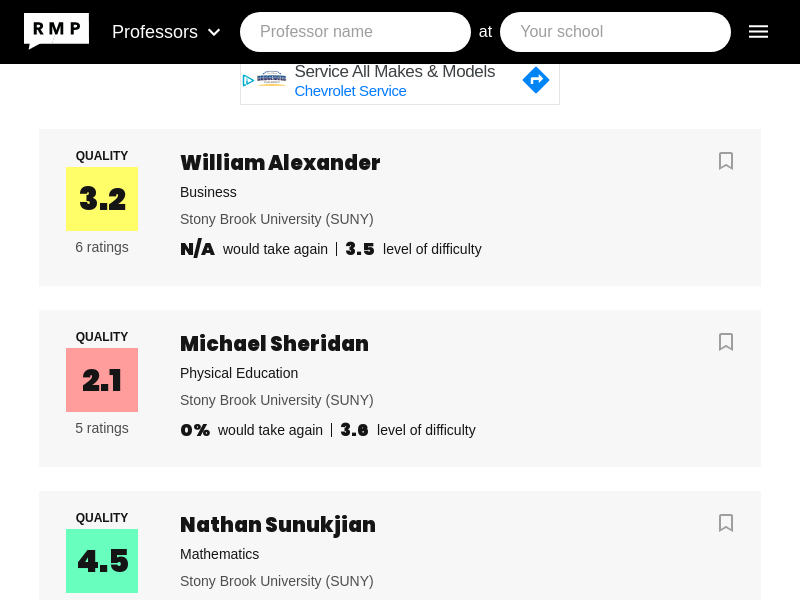 RMP Professors Professor name at Your school
Service All Makes & Models
Chevrolet Service
QUALITY
3.2
6 ratings
William Alexander
Business
Stony Brook University (SUNY)
N/A would take again 3.5 level of difficulty
QUALITY
2.1
5 ratings
Michael Sheridan
Physical Education
Stony Brook University (SUNY)
0% would take again 3.6 level of difficulty
QUALITY
4.5
Nathan Sunukjian
Mathematics
Stony Brook University (SUNY)